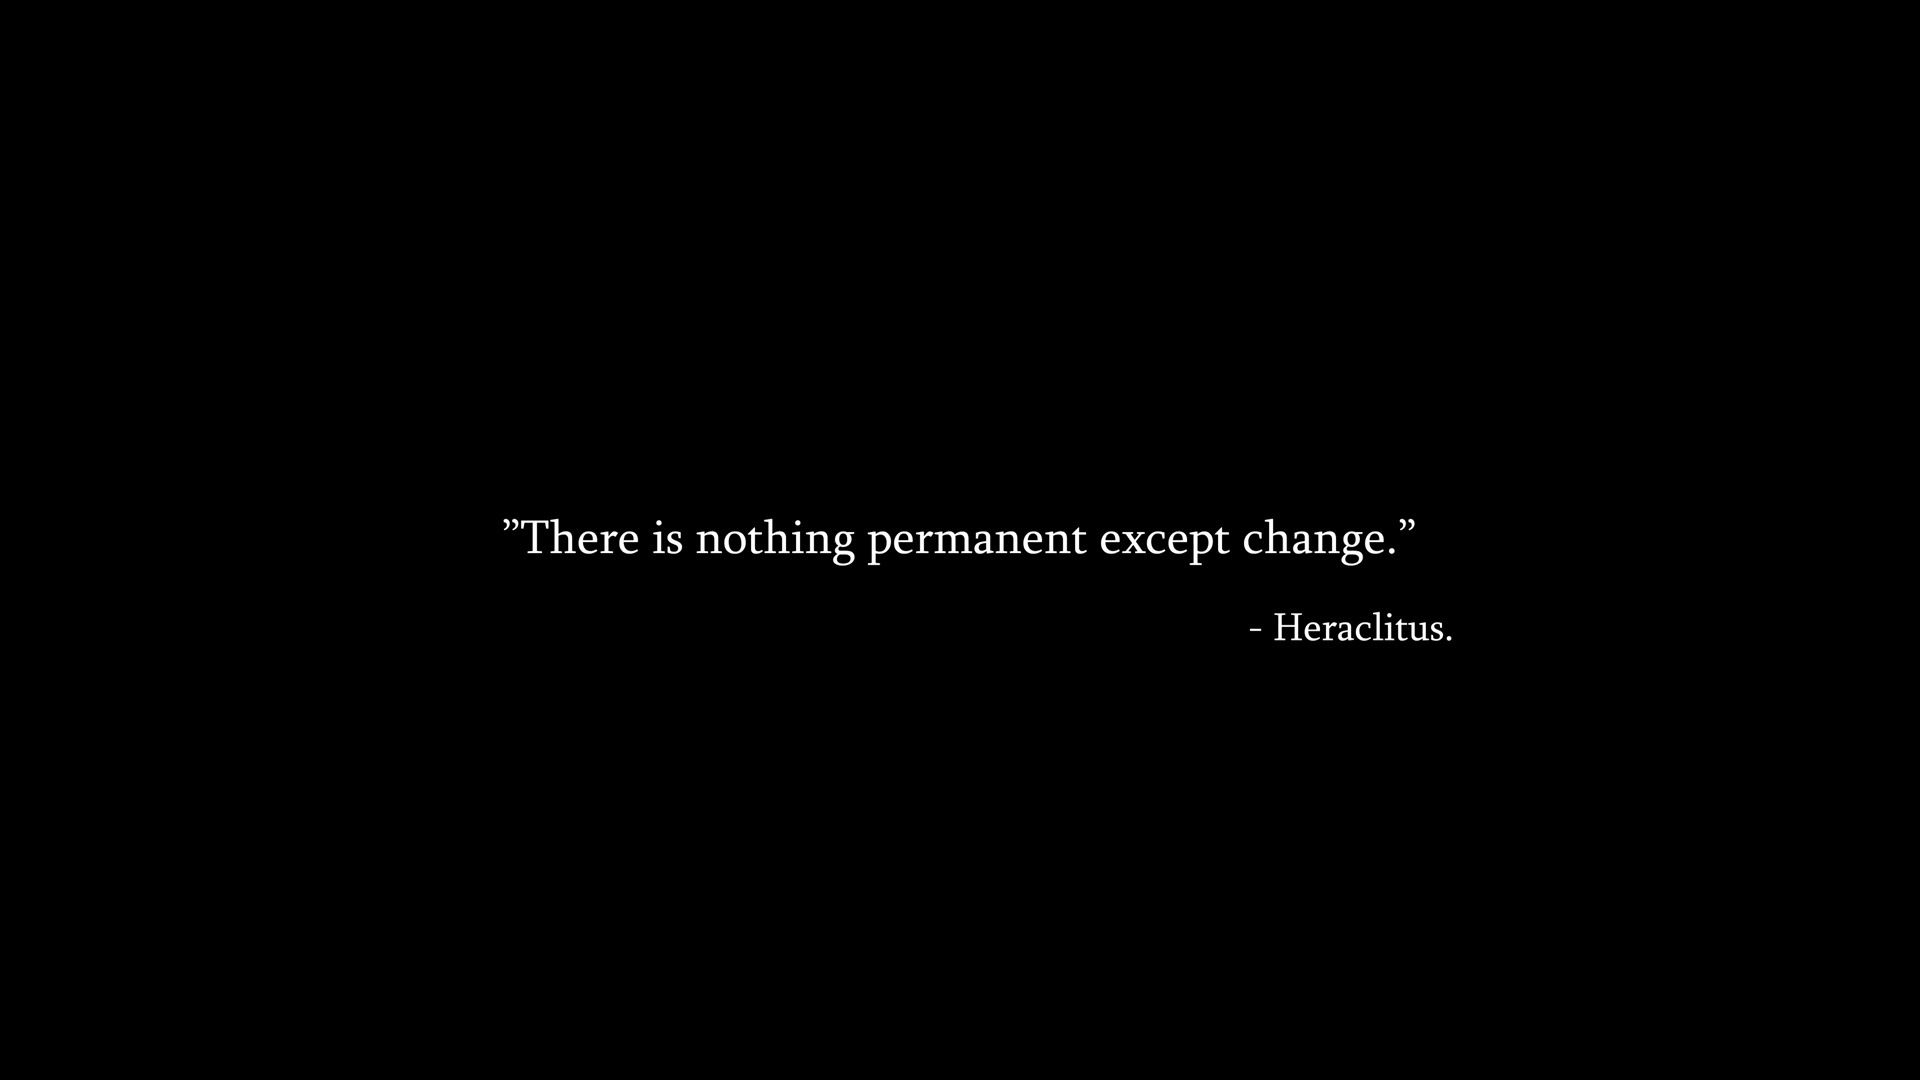 ”There is nothing permanent except change.”
- Heraclitus.